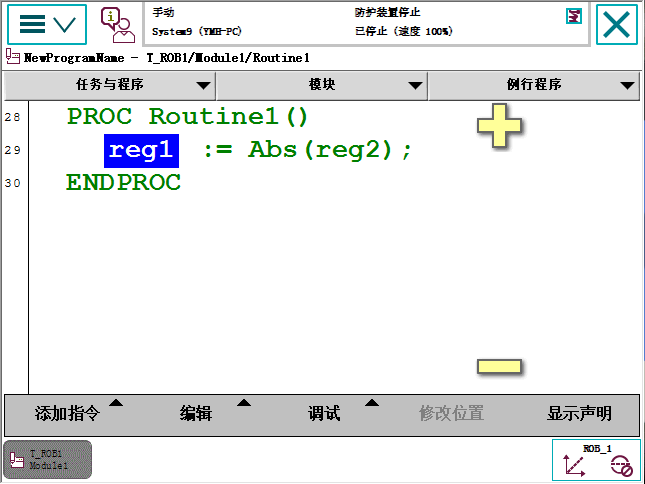 手动
防护装置停止
System9 (YMH-PC)
已停止 (速度 100%)
NewProgramName - T_ROB1/Module1/Routine1
任务与程序
模块
例行程序
28 PROC Routine1()
29 reg1 := Abs(reg2);
30 ENDPROC
添加指令
编辑
调试
修改位置
显示声明
T_ROB1
Module1
ROB_1